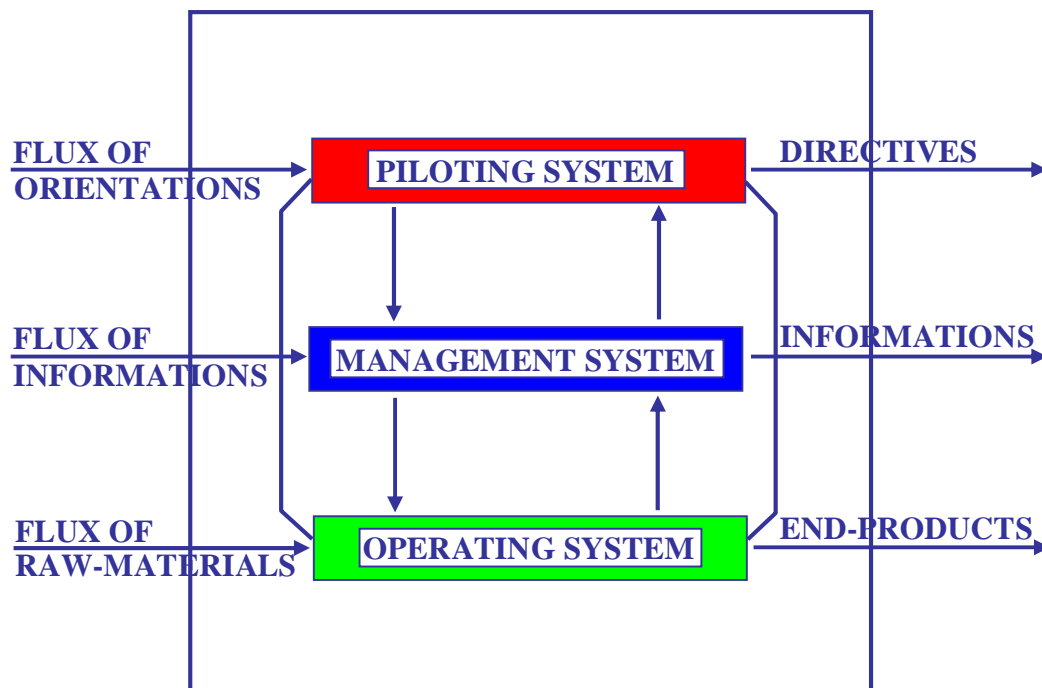 FLUX OF
ORIENTATIONS
PILOTING SYSTEM
DIRECTIVES
FLUX OF
INFORMATIONS
MANAGEMENT SYSTEM
INFORMATIONS
FLUX OF
RAW-MATERIALS
OPERATING SYSTEM
END-PRODUCTS